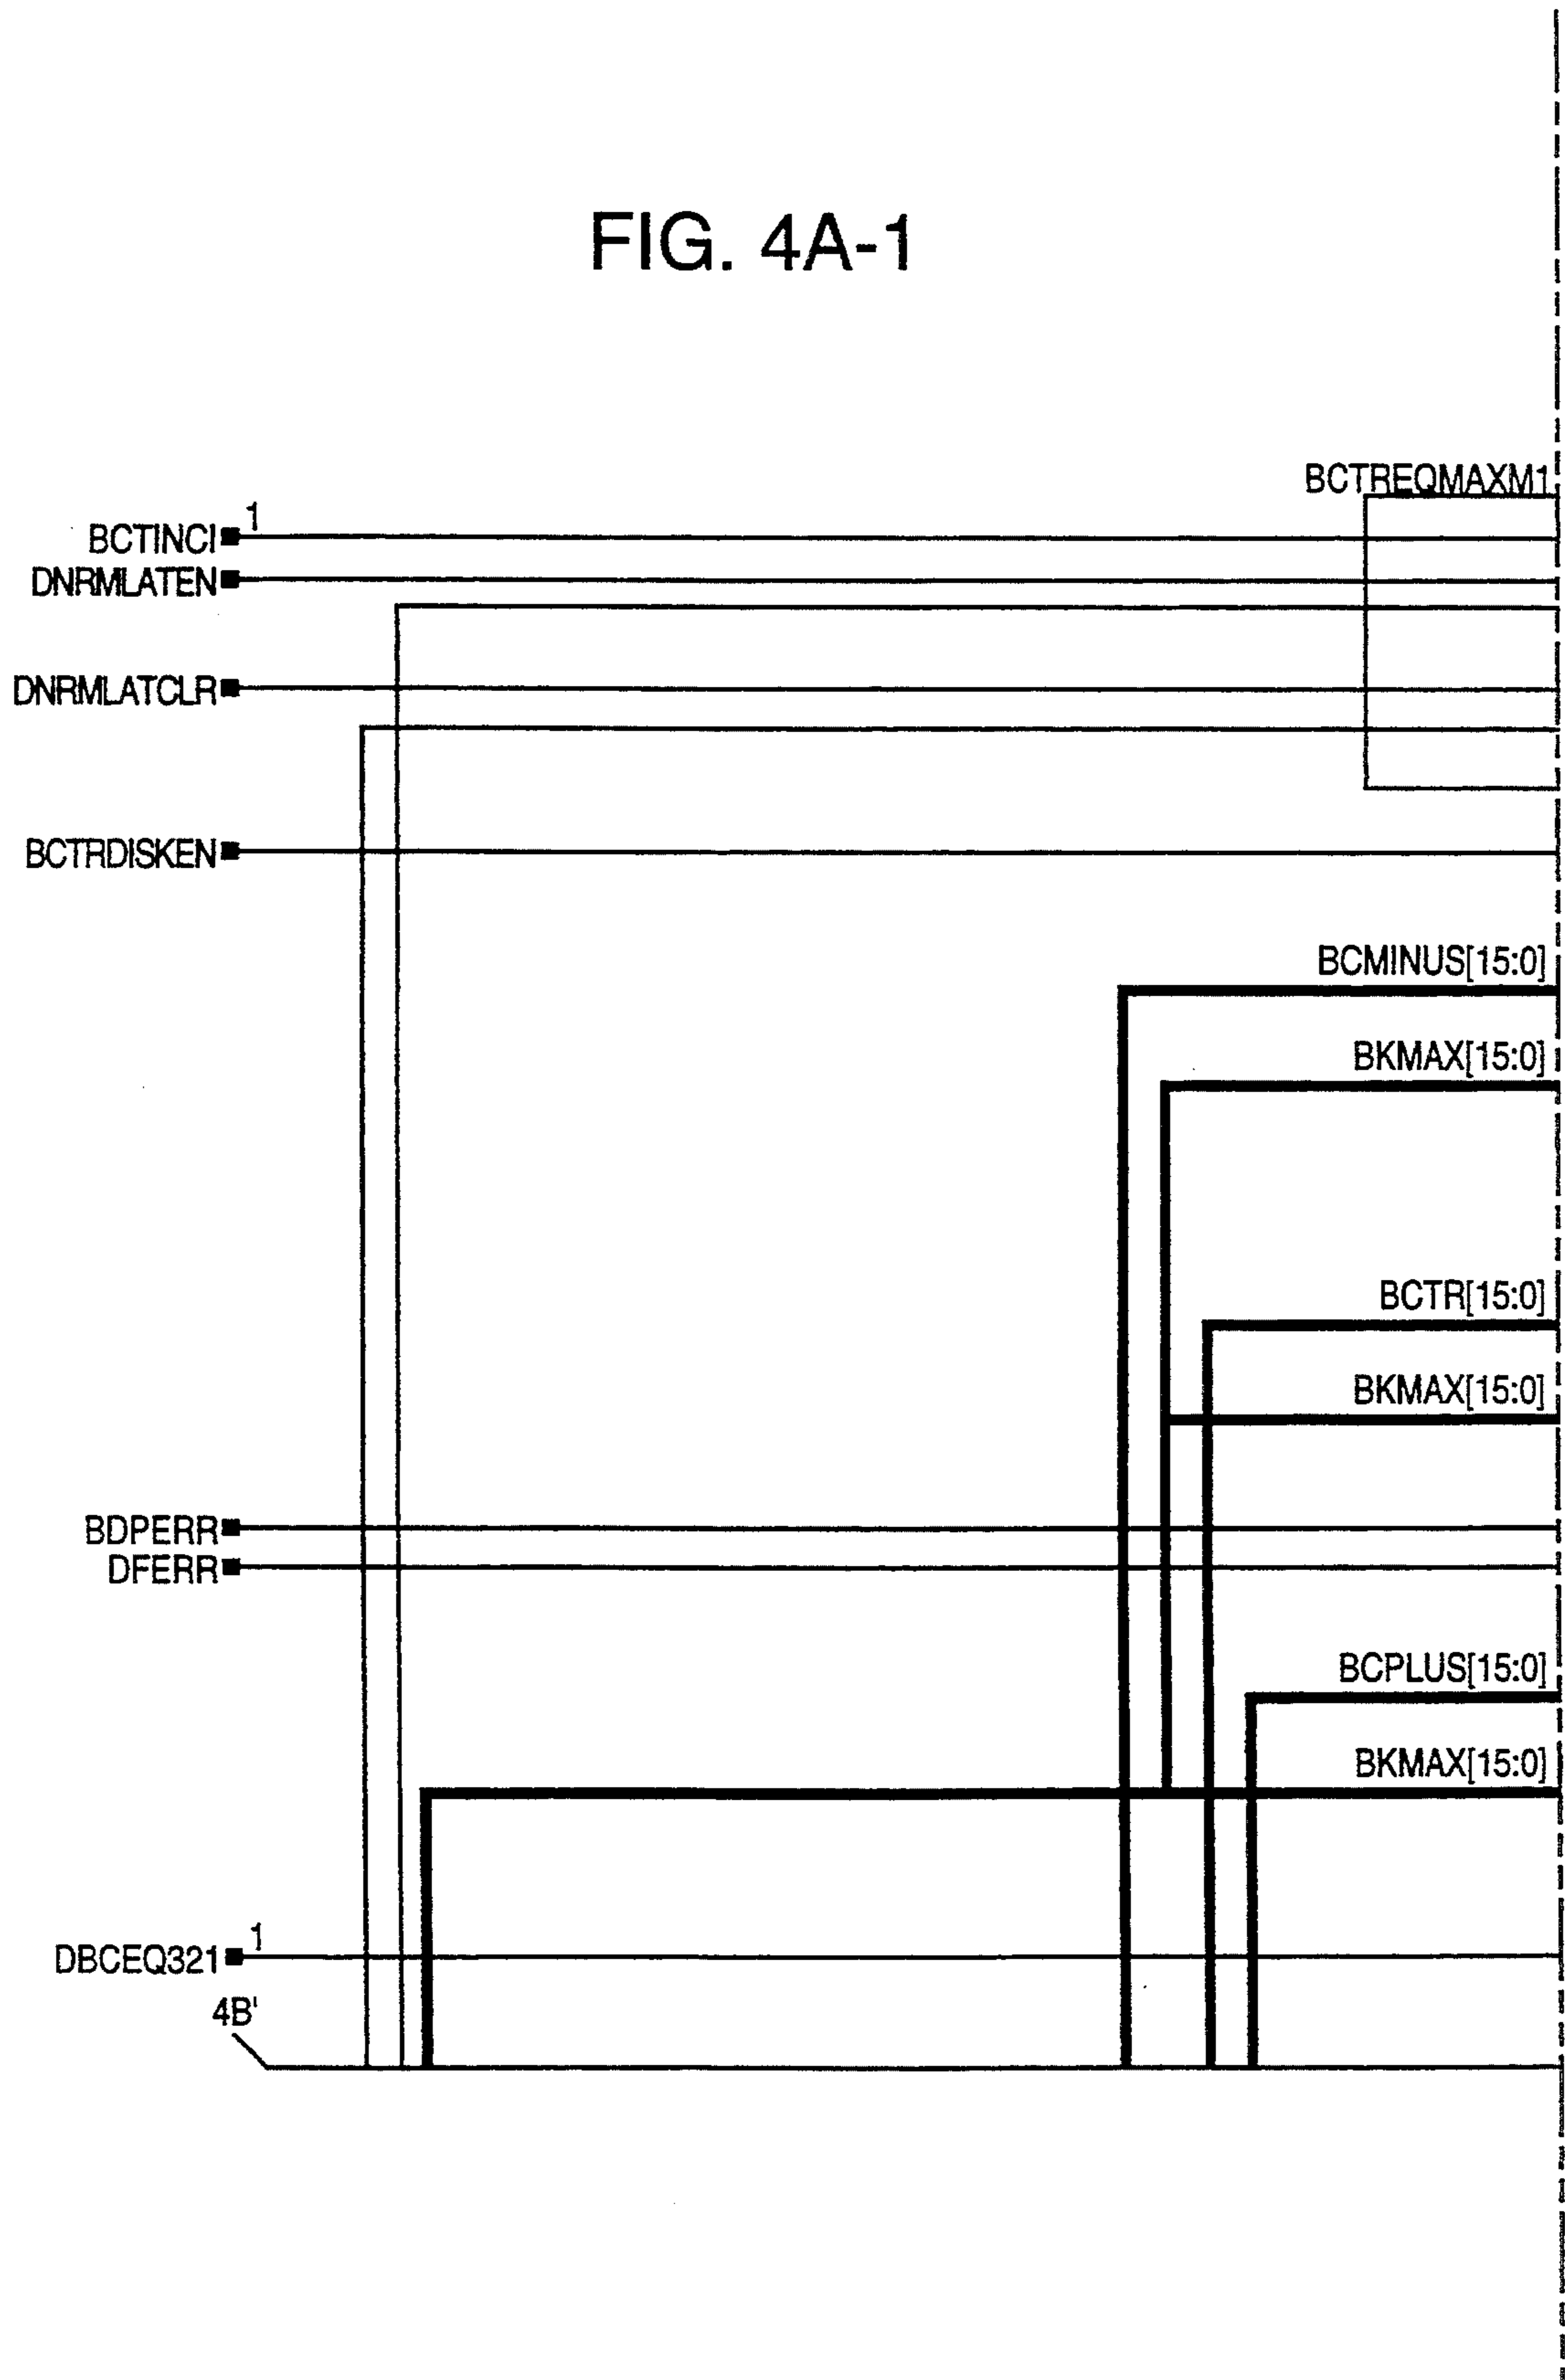 FIG. 4A-1
BCTREQMAXM1
1
BCTINCI
DNRMLATEN
DNRMLATCLR
BCTRDISKEN
BCMINUS[15:0]
BKMAX[15:0]
BCTR[15:0]
BKMAX[15:0]
BDPERR
DFERR
BCPLUS[15:0]
BKMAX[15:0]
1
DBCEQ321
4B'